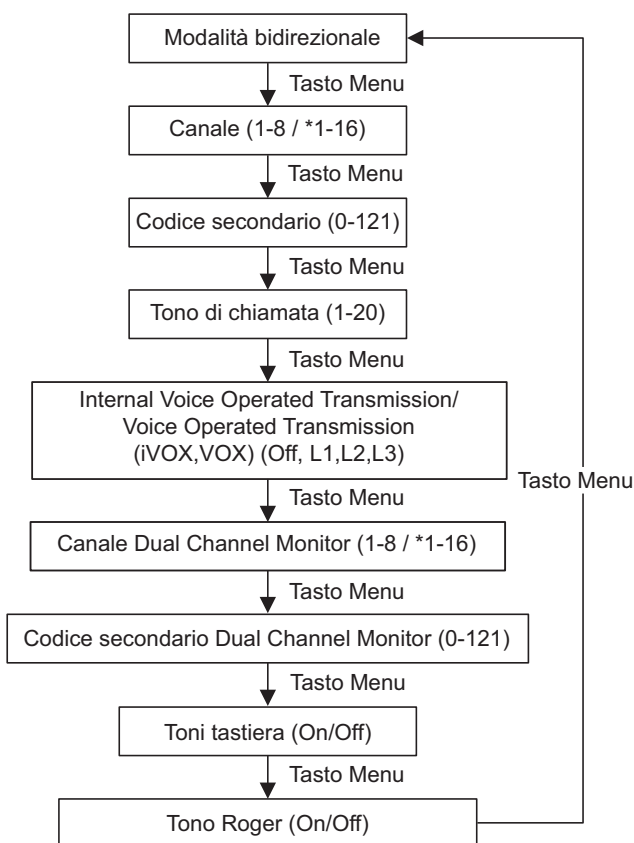 Modalità bidirezionale
Tasto Menu
Canale (1-8 / *1-16)
Tasto Menu
Codice secondario (0-121)
Tasto Menu
Tono di chiamata (1-20)
Tasto Menu
Internal Voice Operated Transmission/
Voice Operated Transmission
(iVOX,VOX) (Off, L1,L2,L3)
Tasto Menu
Tasto Menu
Canale Dual Channel Monitor (1-8 / *1-16)
Tasto Menu
Codice secondario Dual Channel Monitor (0-121)
Tasto Menu
Toni tastiera (On/Off)
Tasto Menu
Tono Roger (On/Off)